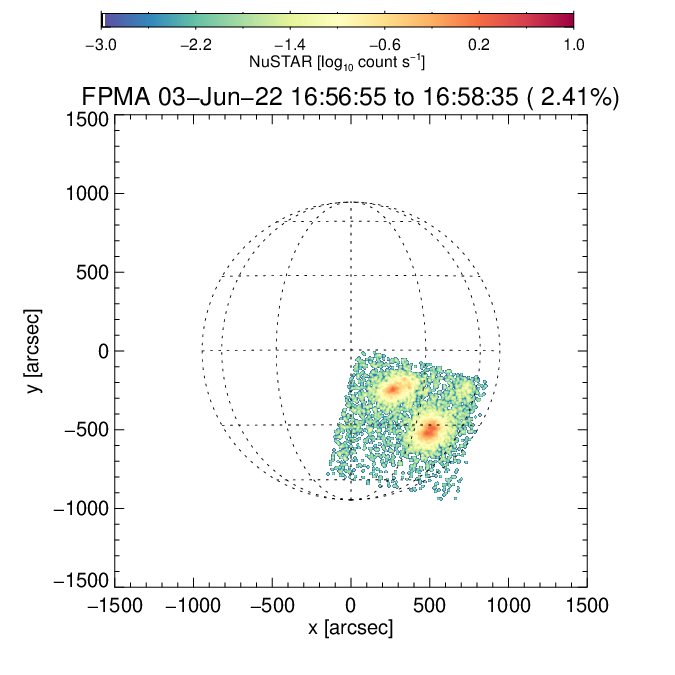 −3.0 −2.2 −1.4 −0.6 0.2 1.0
NuSTAR [log₁₀ count s⁻¹]
FPMA 03−Jun−22 16:56:55 to 16:58:35 ( 2.41%)
1500
1000
500
0
−500
−1000
−1500
y [arcsec]
−1500 −1000 −500 0 500 1000 1500
x [arcsec]